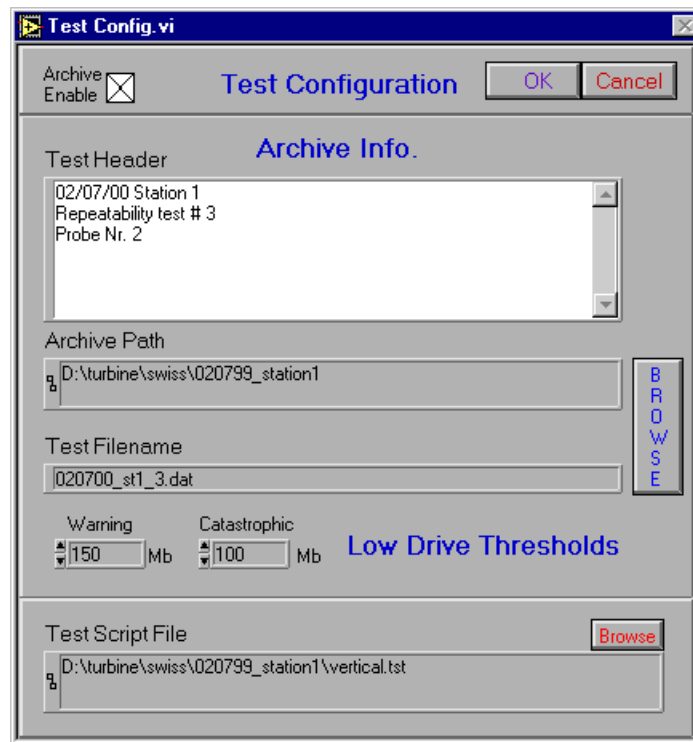 Test Config.vi
Archive
Enable
Test Configuration
OK
Cancel
Archive Info.
Test Header
02/07/00 Station 1
Repeatability test # 3
Probe Nr. 2
Archive Path
D:\turbine\swiss\020799_station1
BROWSE
Test Filename
020700_st1_3.dat
Warning
150 Mb
Catastrophic
100 Mb
Low Drive Thresholds
Test Script File
Browse
D:\turbine\swiss\020799_station1\vertical.tst